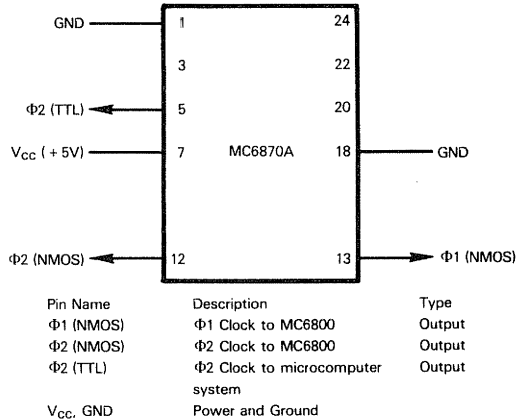 GND 1 24
3 22
Φ2 (TTL) 5 20
VCC (+5V) 7 MC6870A 18 GND
Φ2 (NMOS) 12 13 Φ1 (NMOS)
Pin Name Description Type
Φ1 (NMOS) Φ1 Clock to MC6800 Output
Φ2 (NMOS) Φ2 Clock to MC6800 Output
Φ2 (TTL) Φ2 Clock to microcomputer Output
system
VCC, GND Power and Ground